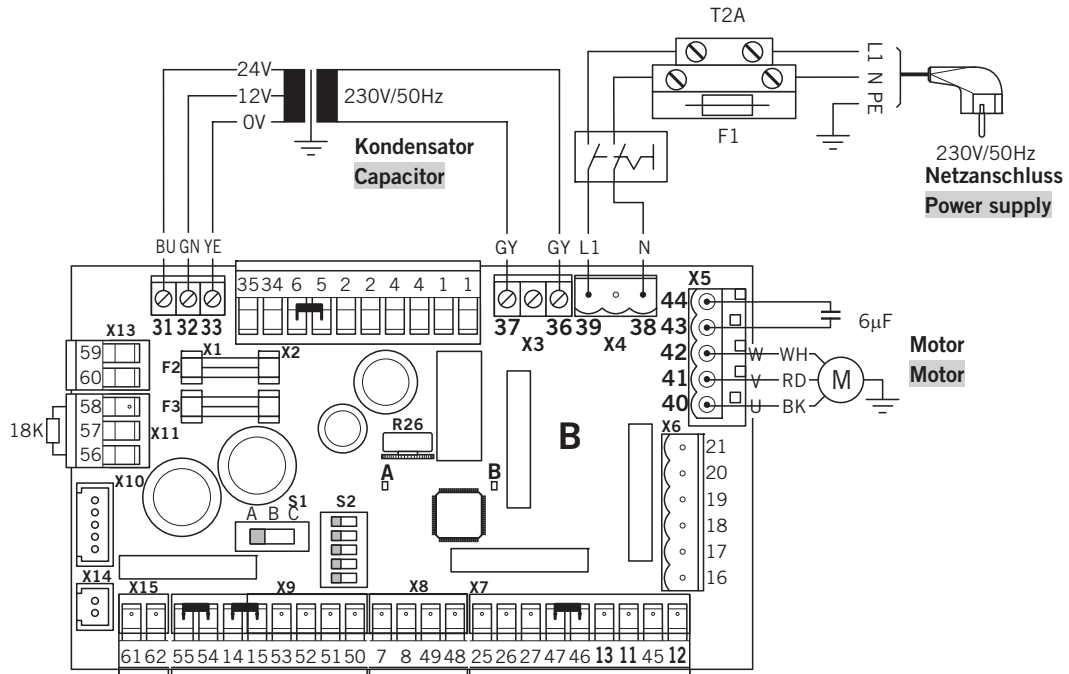 T2A
L1
N
PE
F1
230V/50Hz
Netzanschluss
Power supply
24V
12V
0V
230V/50Hz
Kondensator
Capacitor
BU GN YE
GY GY L1 N
35 34 6 5 2 2 4 4 1 1
31 32 33
37 36 39 38
X3 X4
X5
44
43
42
41
40
6µF
W WH
V RD
U BK
M
Motor
Motor
X13
59
60
X1 X2
F2
F3
58
57
56
X11
18K
R26
A
B
B
X6
21
20
19
18
17
16
X10
S1
A B C
S2
X14
X15 X9 X8 X7
61 62 55 54 14 15 53 52 51 50 7 8 49 48 25 26 27 47 46 13 11 45 12